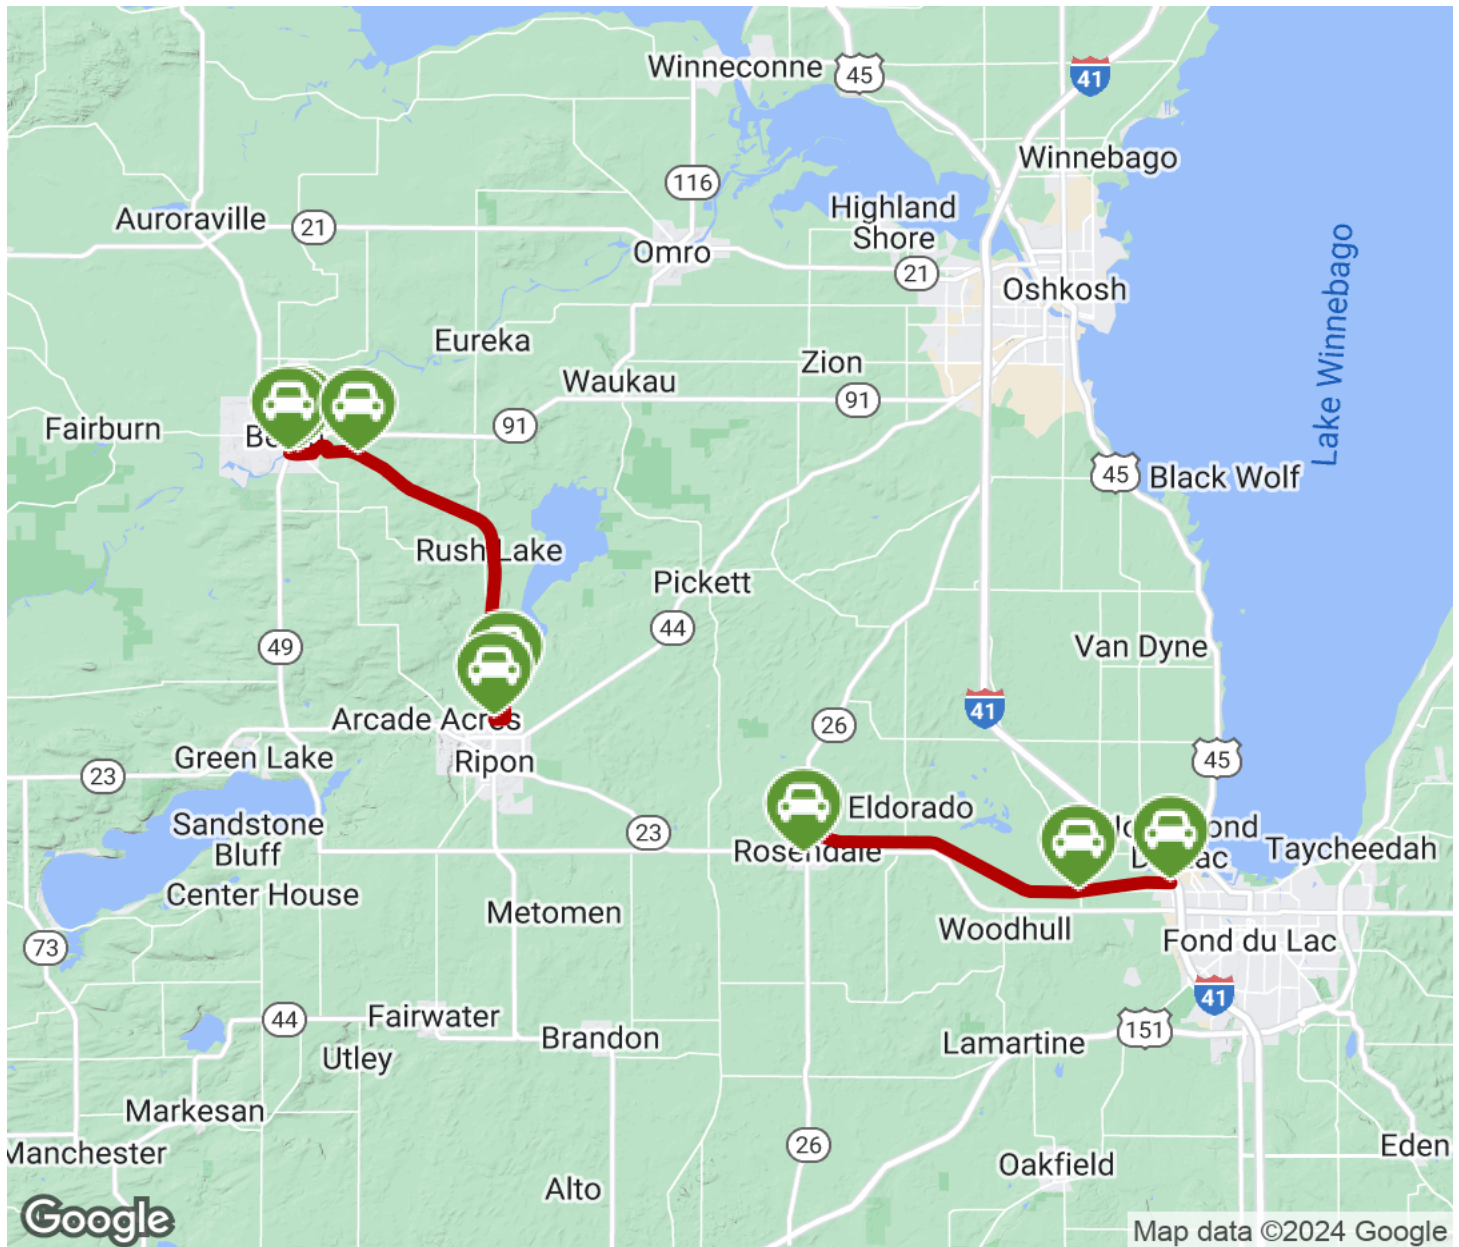 Winneconne
45
41
Winnebago
116
Highland
Shore
Auroraville
21
Omro
21
Oshkosh
Lake Winnebago
Eureka
Zion
Waukau
91
91
Fairburn
45
Black Wolf
Rush Lake
Pickett
44
49
Van Dyne
41
Arcade Acres
26
Green Lake
Ripon
45
23
Eldorado
Sandstone
Bluff
23
Rosendale
Taycheedah
Center House
Metomen
Woodhull
Fond du Lac
73
41
44
Fairwater
Brandon
Lamartine
151
Utley
Markesan
26
Manchester
Eden
Oakfield
Alto
Google
Map data ©2024 Google